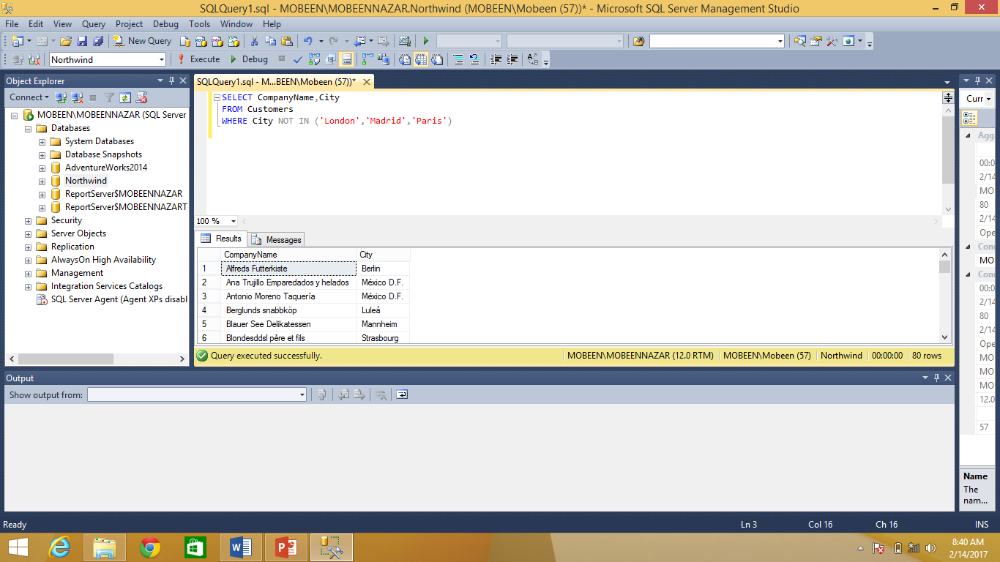 SQLQuery1.sql - MOBEEN\MOBEENNAZAR.Northwind (MOBEEN\Mobeen (57))* - Microsoft SQL Server Management Studio
File Edit View Query Project Debug Tools Window Help
New Query
Northwind Execute Debug
Object Explorer
Connect
MOBEEN\MOBEENNAZAR (SQL Server
Databases
System Databases
Database Snapshots
AdventureWorks2014
Northwind
ReportServer$MOBEENNAZAR
ReportServer$MOBEENNAZART
Security
Server Objects
Replication
AlwaysOn High Availability
Management
Integration Services Catalogs
SQL Server Agent (Agent XPs disabl
SQLQuery1.sql - M...BEEN\Mobeen (57))*
SELECT CompanyName,City
FROM Customers
WHERE City NOT IN ('London','Madrid','Paris')
100 %
Results Messages
CompanyName City
1 Alfreds Futterkiste Berlin
2 Ana Trujillo Emparedados y helados México D.F.
3 Antonio Moreno Taquería México D.F.
4 Berglunds snabbköp Luleå
5 Blauer See Delikatessen Mannheim
6 Blondesddsl père et fils Strasbourg
Query executed successfully. MOBEEN\MOBEENNAZAR (12.0 RTM) MOBEEN\Mobeen (57) Northwind 00:00:00 80 rows
Curr
Agg
00:0
2/14
MO
80
2/14
Ope
Conn
MO
Conn
00:0
2/14
80
2/14
Ope
MO
MO
MO
12.0
57
Name
The
nam...
Output
Show output from:
Ready Ln 3 Col 16 Ch 16 INS
8:40 AM
2/14/2017